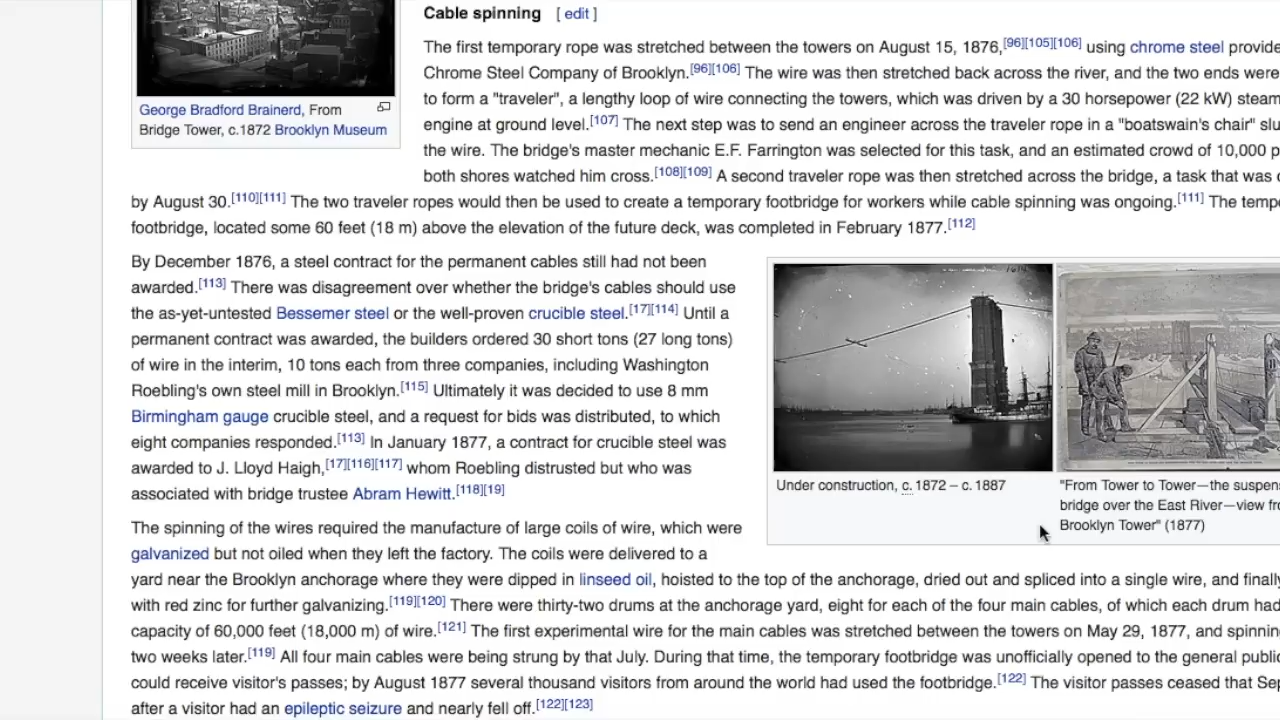 Cable spinning [ edit ]
The first temporary rope was stretched between the towers on August 15, 1876,[96][105][106] using chrome steel provide
Chrome Steel Company of Brooklyn.[96][106] The wire was then stretched back across the river, and the two ends were
to form a "traveler", a lengthy loop of wire connecting the towers, which was driven by a 30 horsepower (22 kW) steam
George Bradford Brainerd, From
Bridge Tower, c.1872 Brooklyn Museum
engine at ground level.[107] The next step was to send an engineer across the traveler rope in a "boatswain's chair" slu
the wire. The bridge's master mechanic E.F. Farrington was selected for this task, and an estimated crowd of 10,000 p
both shores watched him cross.[108][109] A second traveler rope was then stretched across the bridge, a task that was
by August 30.[110][111] The two traveler ropes would then be used to create a temporary footbridge for workers while cable spinning was ongoing.[111] The temp
footbridge, located some 60 feet (18 m) above the elevation of the future deck, was completed in February 1877.[112]
By December 1876, a steel contract for the permanent cables still had not been
awarded.[113] There was disagreement over whether the bridge's cables should use
the as-yet-untested Bessemer steel or the well-proven crucible steel.[17][114] Until a
permanent contract was awarded, the builders ordered 30 short tons (27 long tons)
of wire in the interim, 10 tons each from three companies, including Washington
Roebling's own steel mill in Brooklyn.[115] Ultimately it was decided to use 8 mm
Birmingham gauge crucible steel, and a request for bids was distributed, to which
eight companies responded.[113] In January 1877, a contract for crucible steel was
awarded to J. Lloyd Haigh,[17][116][117] whom Roebling distrusted but who was
associated with bridge trustee Abram Hewitt.[118][19]
Under construction, c. 1872 – c. 1887
"From Tower to Tower—the suspens
bridge over the East River—view fro
Brooklyn Tower" (1877)
The spinning of the wires required the manufacture of large coils of wire, which were
galvanized but not oiled when they left the factory. The coils were delivered to a
yard near the Brooklyn anchorage where they were dipped in linseed oil, hoisted to the top of the anchorage, dried out and spliced into a single wire, and finally
with red zinc for further galvanizing.[119][120] There were thirty-two drums at the anchorage yard, eight for each of the four main cables, of which each drum had
capacity of 60,000 feet (18,000 m) of wire.[121] The first experimental wire for the main cables was stretched between the towers on May 29, 1877, and spinnin
two weeks later.[119] All four main cables were being strung by that July. During that time, the temporary footbridge was unofficially opened to the general public
could receive visitor's passes; by August 1877 several thousand visitors from around the world had used the footbridge.[122] The visitor passes ceased that Sep
after a visitor had an epileptic seizure and nearly fell off.[122][123]